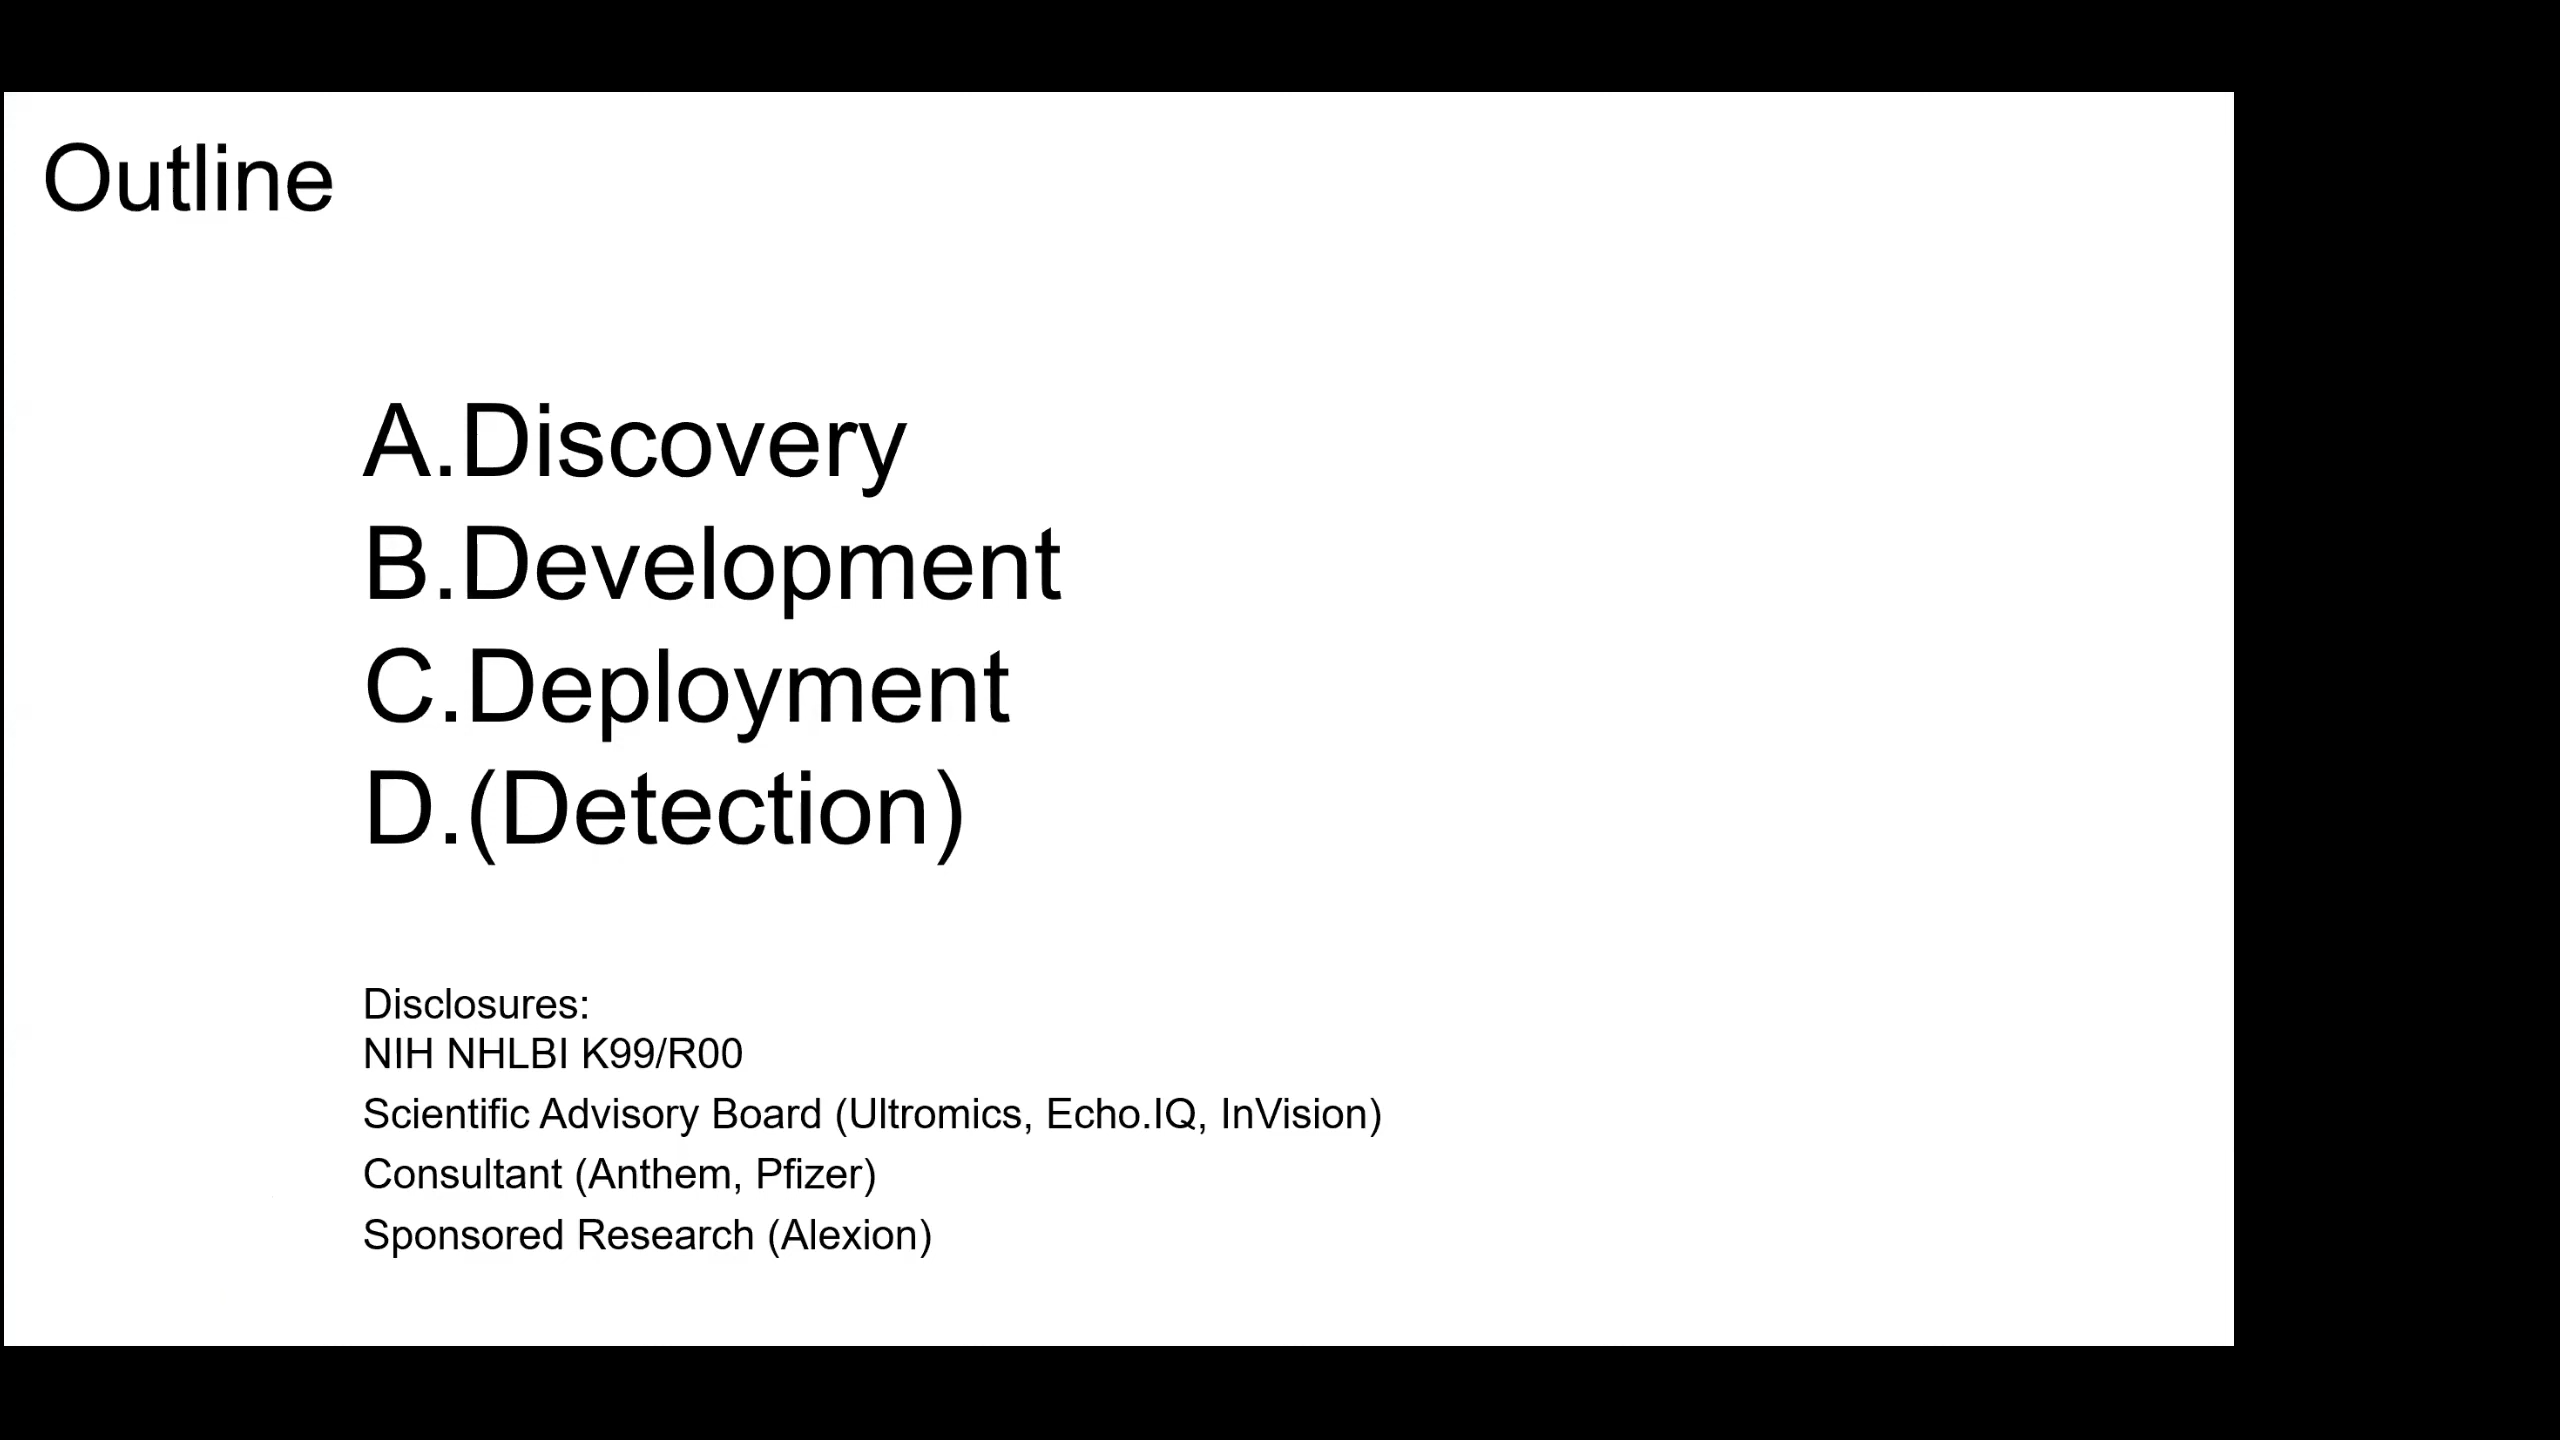 Outline
A.Discovery
B.Development
C.Deployment
D.(Detection)
Disclosures:
NIH NHLBI K99/R00
Scientific Advisory Board (Ultromics, Echo.IQ, InVision)
Consultant (Anthem, Pfizer)
Sponsored Research (Alexion)